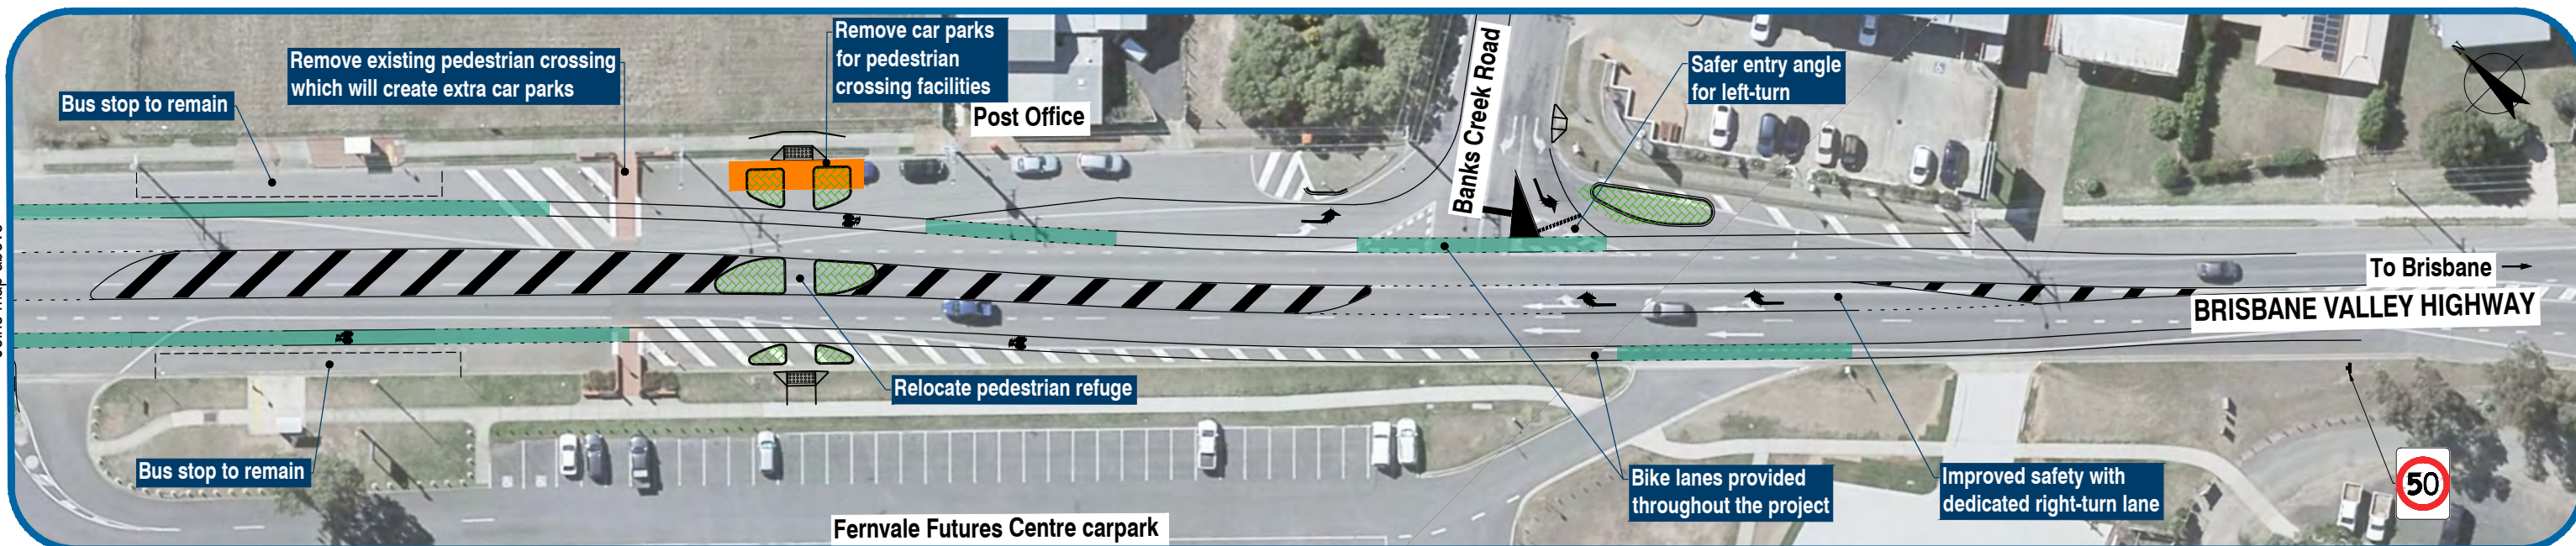 Bus stop to remain
Remove existing pedestrian crossing
which will create extra car parks
Remove car parks
for pedestrian
crossing facilities
Post Office
Banks Creek Road
Safer entry angle
for left-turn
N
To Brisbane
BRISBANE VALLEY HIGHWAY
Relocate pedestrian refuge
Bus stop to remain
Fernvale Futures Centre carpark
Bike lanes provided
throughout the project
Improved safety with
dedicated right-turn lane
50